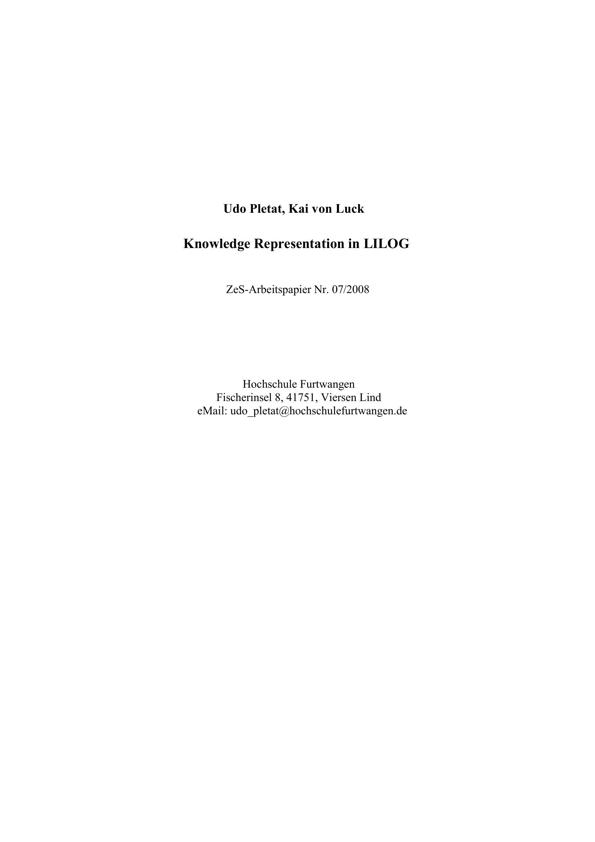 Udo Pletat, Kai von Luck
Knowledge Representation in LILOG
ZeS-Arbeitspapier Nr. 07/2008
Hochschule Furtwangen
Fischerinsel 8, 41751, Viersen Lind
eMail: udo_pletat@hochschulefurtwangen.de